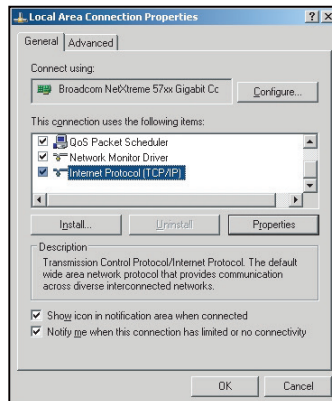 Local Area Connection Properties
General Advanced
Connect using:
Broadcom NetXtreme 57xx Gigabit Cc
Configure...
This connection uses the following items:
QoS Packet Scheduler
Network Monitor Driver
Internet Protocol (TCP/IP)
Install... Uninstall Properties
Description
Transmission Control Protocol/Internet Protocol. The default
wide area network protocol that provides communication
across diverse interconnected networks.
Show icon in notification area when connected
Notify me when this connection has limited or no connectivity
OK Cancel